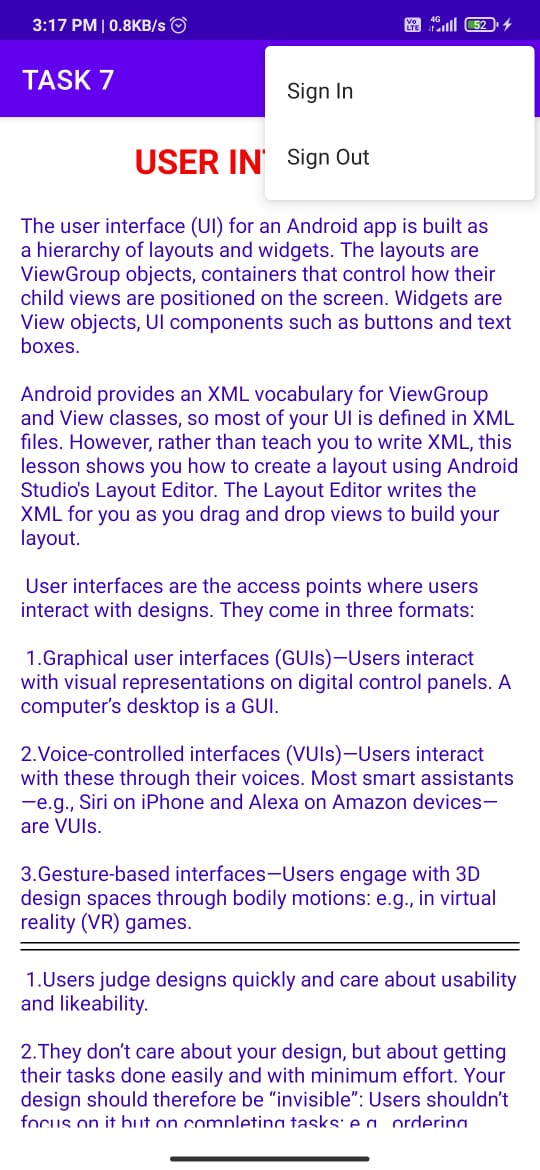 3:17 PM | 0.8KB/s
Vo LTE 4G 52
TASK 7
Sign In
Sign Out
USER IN
The user interface (UI) for an Android app is built as
a hierarchy of layouts and widgets. The layouts are
ViewGroup objects, containers that control how their
child views are positioned on the screen. Widgets are
View objects, UI components such as buttons and text
boxes.
Android provides an XML vocabulary for ViewGroup
and View classes, so most of your UI is defined in XML
files. However, rather than teach you to write XML, this
lesson shows you how to create a layout using Android
Studio's Layout Editor. The Layout Editor writes the
XML for you as you drag and drop views to build your
layout.
User interfaces are the access points where users
interact with designs. They come in three formats:
1.Graphical user interfaces (GUIs)—Users interact
with visual representations on digital control panels. A
computer’s desktop is a GUI.
2.Voice-controlled interfaces (VUIs)—Users interact
with these through their voices. Most smart assistants
—e.g., Siri on iPhone and Alexa on Amazon devices—
are VUIs.
3.Gesture-based interfaces—Users engage with 3D
design spaces through bodily motions: e.g., in virtual
reality (VR) games.
1.Users judge designs quickly and care about usability
and likeability.
2.They don’t care about your design, but about getting
their tasks done easily and with minimum effort. Your
design should therefore be “invisible”: Users shouldn’t
focus on it but on completing tasks: e.g., ordering